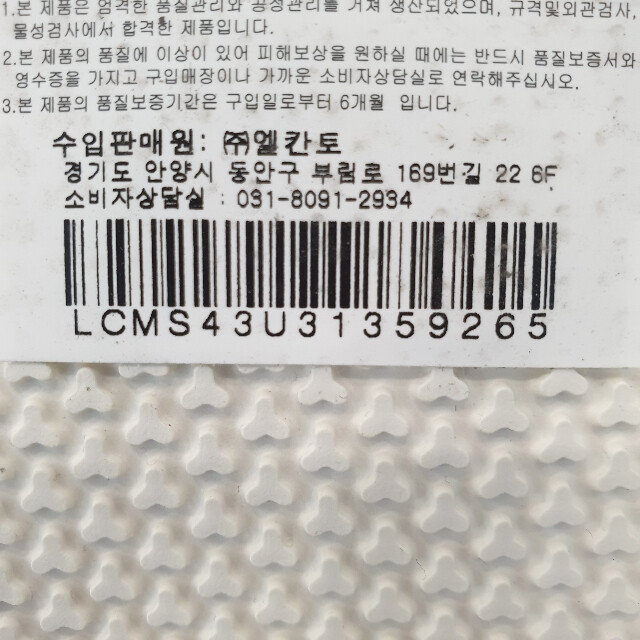 1.본 제품은 엄격한 품질관리와 공정관리를 거쳐 생산되었으며, 규격및외관검사,
물성검사에서 합격한 제품입니다.
2.본 제품의 품질에 이상이 있어 피해보상을 원하실 때에는 반드시 품질보증서와
영수증을 가지고 구입매장이나 가까운 소비자상담실로 연락해주십시오.
3.본 제품의 품질보증기간은 구입일로부터 6개월 입니다.
수입판매원: ㈜엘칸토
경기도 안양시 동안구 부림로 169번길 22 6F
소비자상담실 : 031-8091-2934
LCMS43U31359265